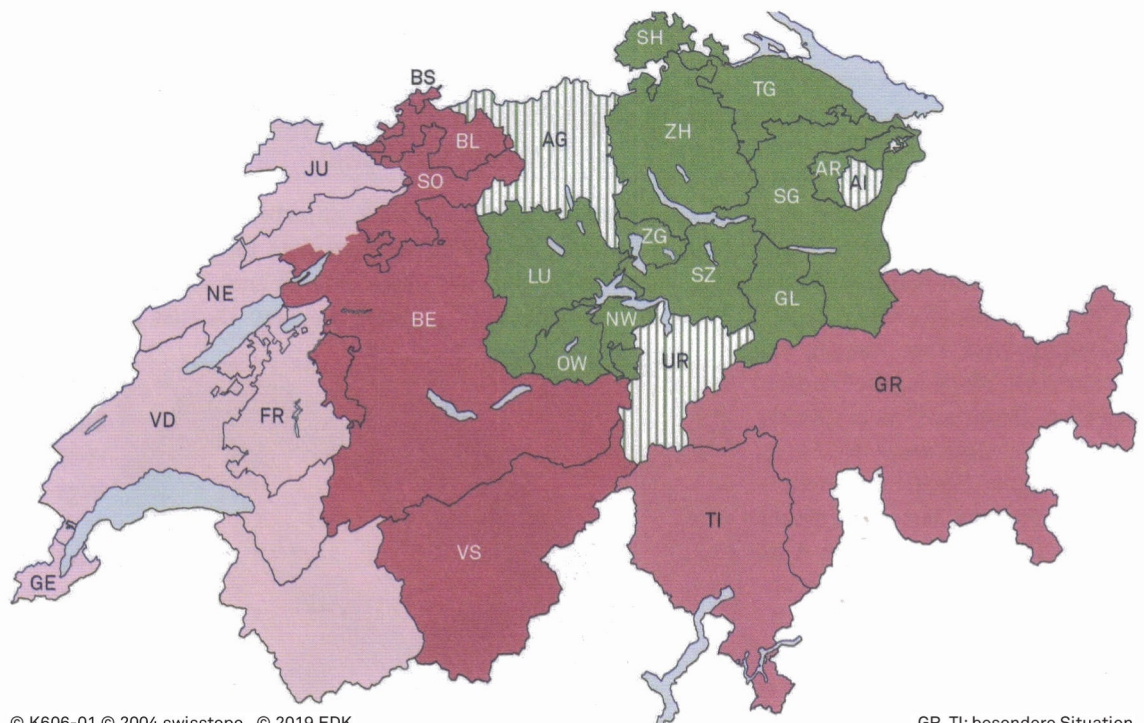 SH
BS
TG
AG
ZH
BL
JU
AR
SO
AI
SG
ZG
LU
SZ
NE
GL
NW
BE
OW
UR
GR
VD
FR
TI
VS
GE
© K606-01 © 2004 swisstopo © 2019 EDK
GR, TI: besondere Situation